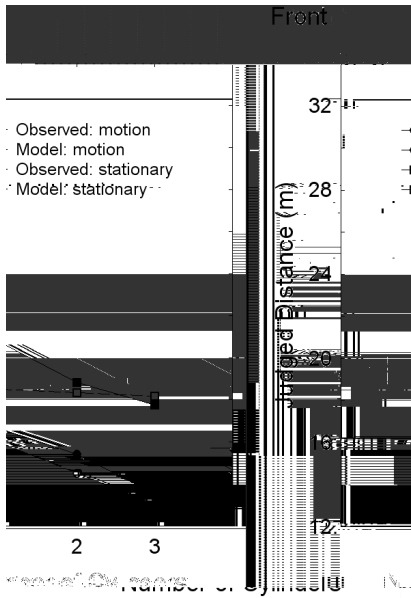 Front
32
Observed: motion
Model: motion
Observed: stationary
Model: stationary
28
Judged Distance (m)
24
20
16
12
2 3
Number of Cylinders